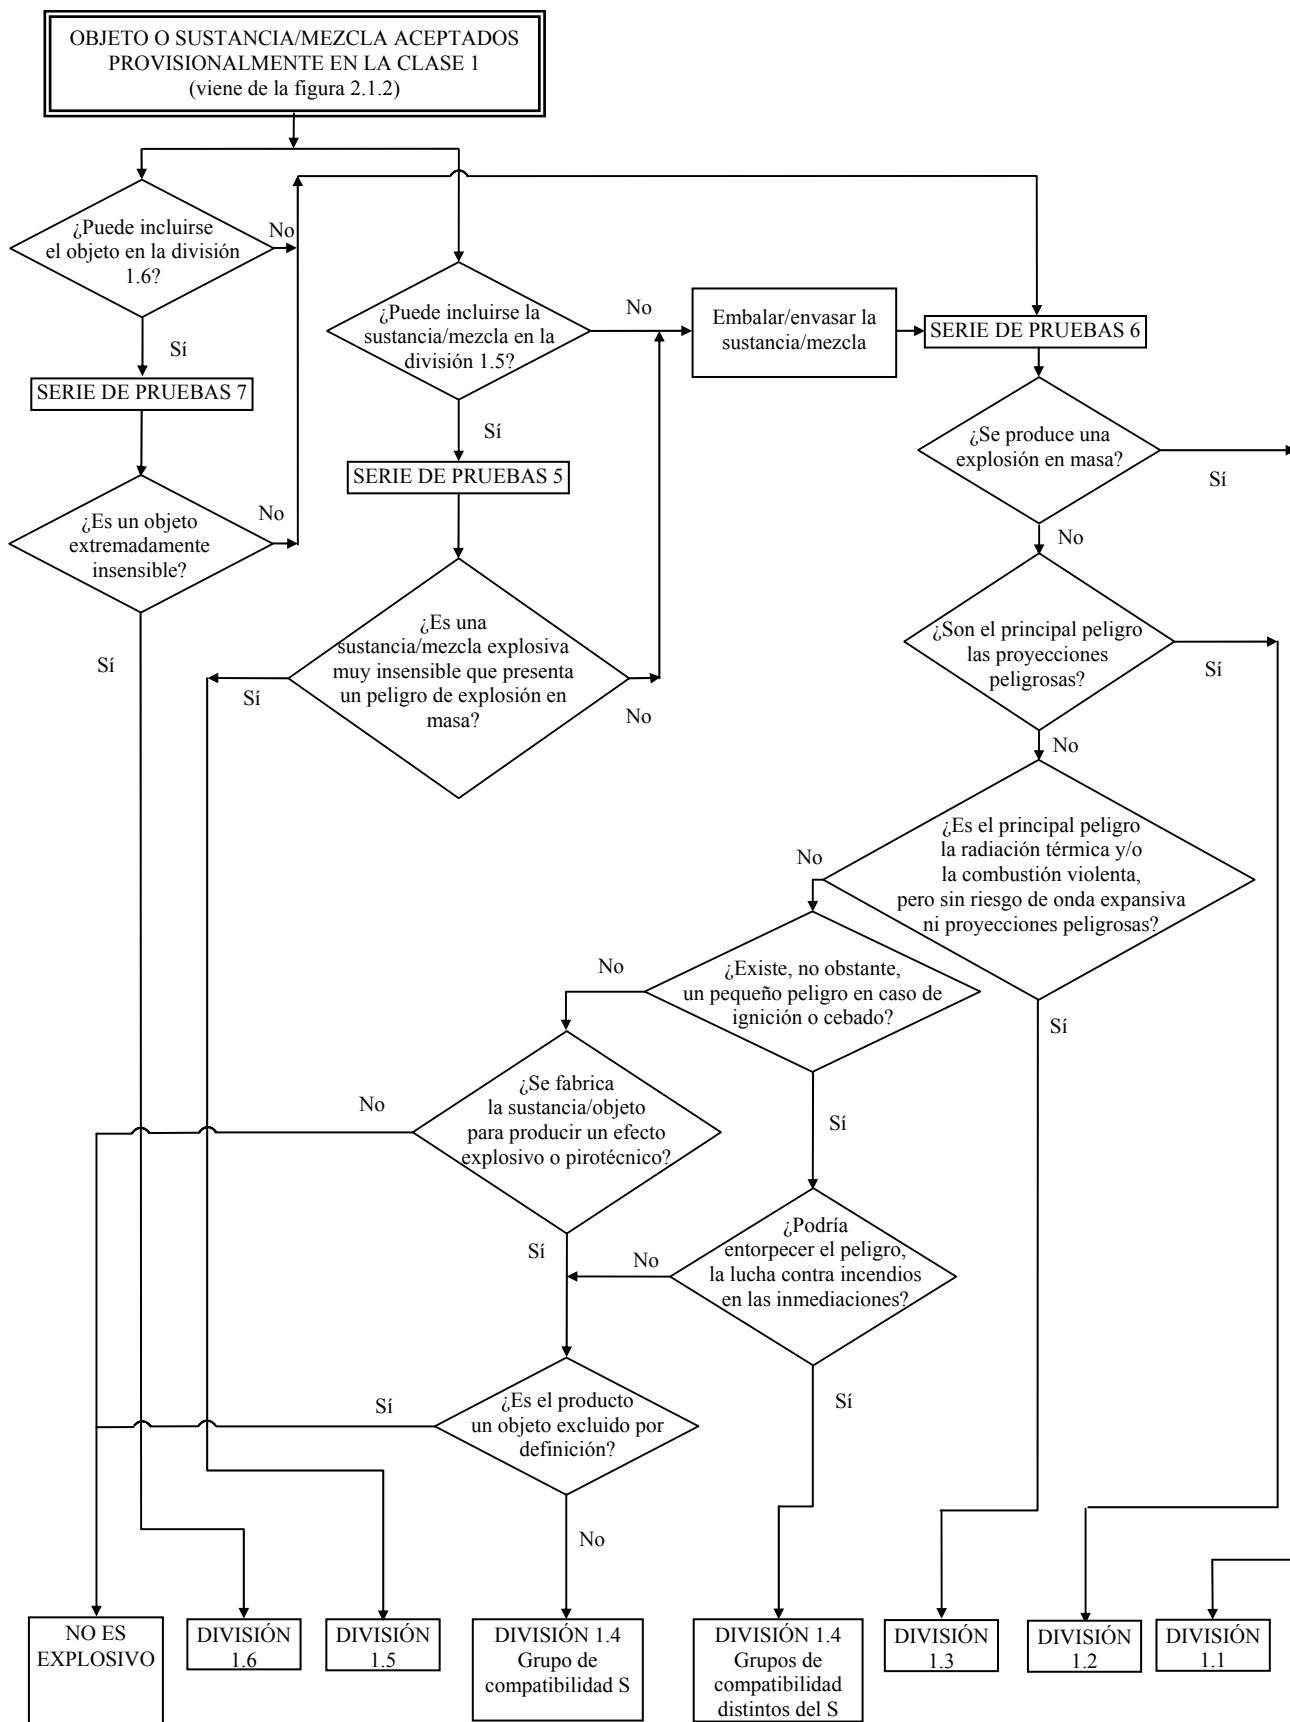 OBJETO O SUSTANCIA/MEZCLA ACEPTADOS
PROVISIONALMENTE EN LA CLASE 1
(viene de la figura 2.1.2)
¿Puede incluirse
el objeto en la división
1.6?
No
Sí
SERIE DE PRUEBAS 7
¿Es un objeto
extremadamente
insensible?
No
Sí
¿Puede incluirse la
sustancia/mezcla en la
división 1.5?
No
Sí
SERIE DE PRUEBAS 5
¿Es una
sustancia/mezcla explosiva
muy insensible que presenta
un peligro de explosión en
masa?
Sí
No
Embalar/envasar la
sustancia/mezcla
SERIE DE PRUEBAS 6
¿Se produce una
explosión en masa?
Sí
No
¿Son el principal peligro
las proyecciones
peligrosas?
Sí
No
¿Es el principal peligro
la radiación térmica y/o
la combustión violenta,
pero sin riesgo de onda expansiva
ni proyecciones peligrosas?
No
Sí
¿Existe, no obstante,
un pequeño peligro en caso de
ignición o cebado?
No
Sí
¿Se fabrica
la sustancia/objeto
para producir un efecto
explosivo o pirotécnico?
No
Sí
¿Podría
entorpecer el peligro,
la lucha contra incendios
en las inmediaciones?
No
Sí
¿Es el producto
un objeto excluido por
definición?
Sí
No
NO ES
EXPLOSIVO
DIVISIÓN
1.6
DIVISIÓN
1.5
DIVISIÓN 1.4
Grupo de
compatibilidad S
DIVISIÓN 1.4
Grupos de
compatibilidad
distintos del S
DIVISIÓN
1.3
DIVISIÓN
1.2
DIVISIÓN
1.1